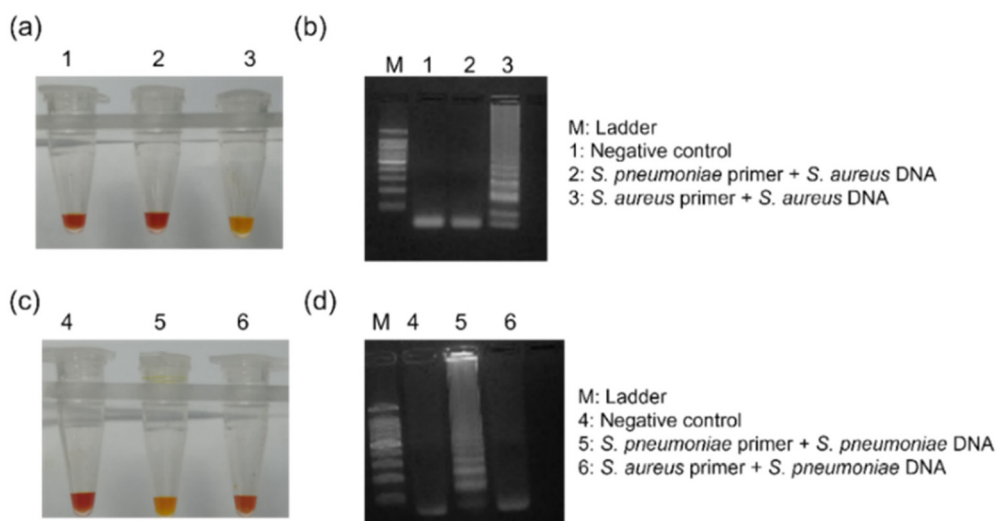 (a)
1 2 3
(b)
M 1 2 3
M: Ladder
1: Negative control
2: S. pneumoniae primer + S. aureus DNA
3: S. aureus primer + S. aureus DNA
(c)
4 5 6
(d)
M 4 5 6
M: Ladder
4: Negative control
5: S. pneumoniae primer + S. pneumoniae DNA
6: S. aureus primer + S. pneumoniae DNA